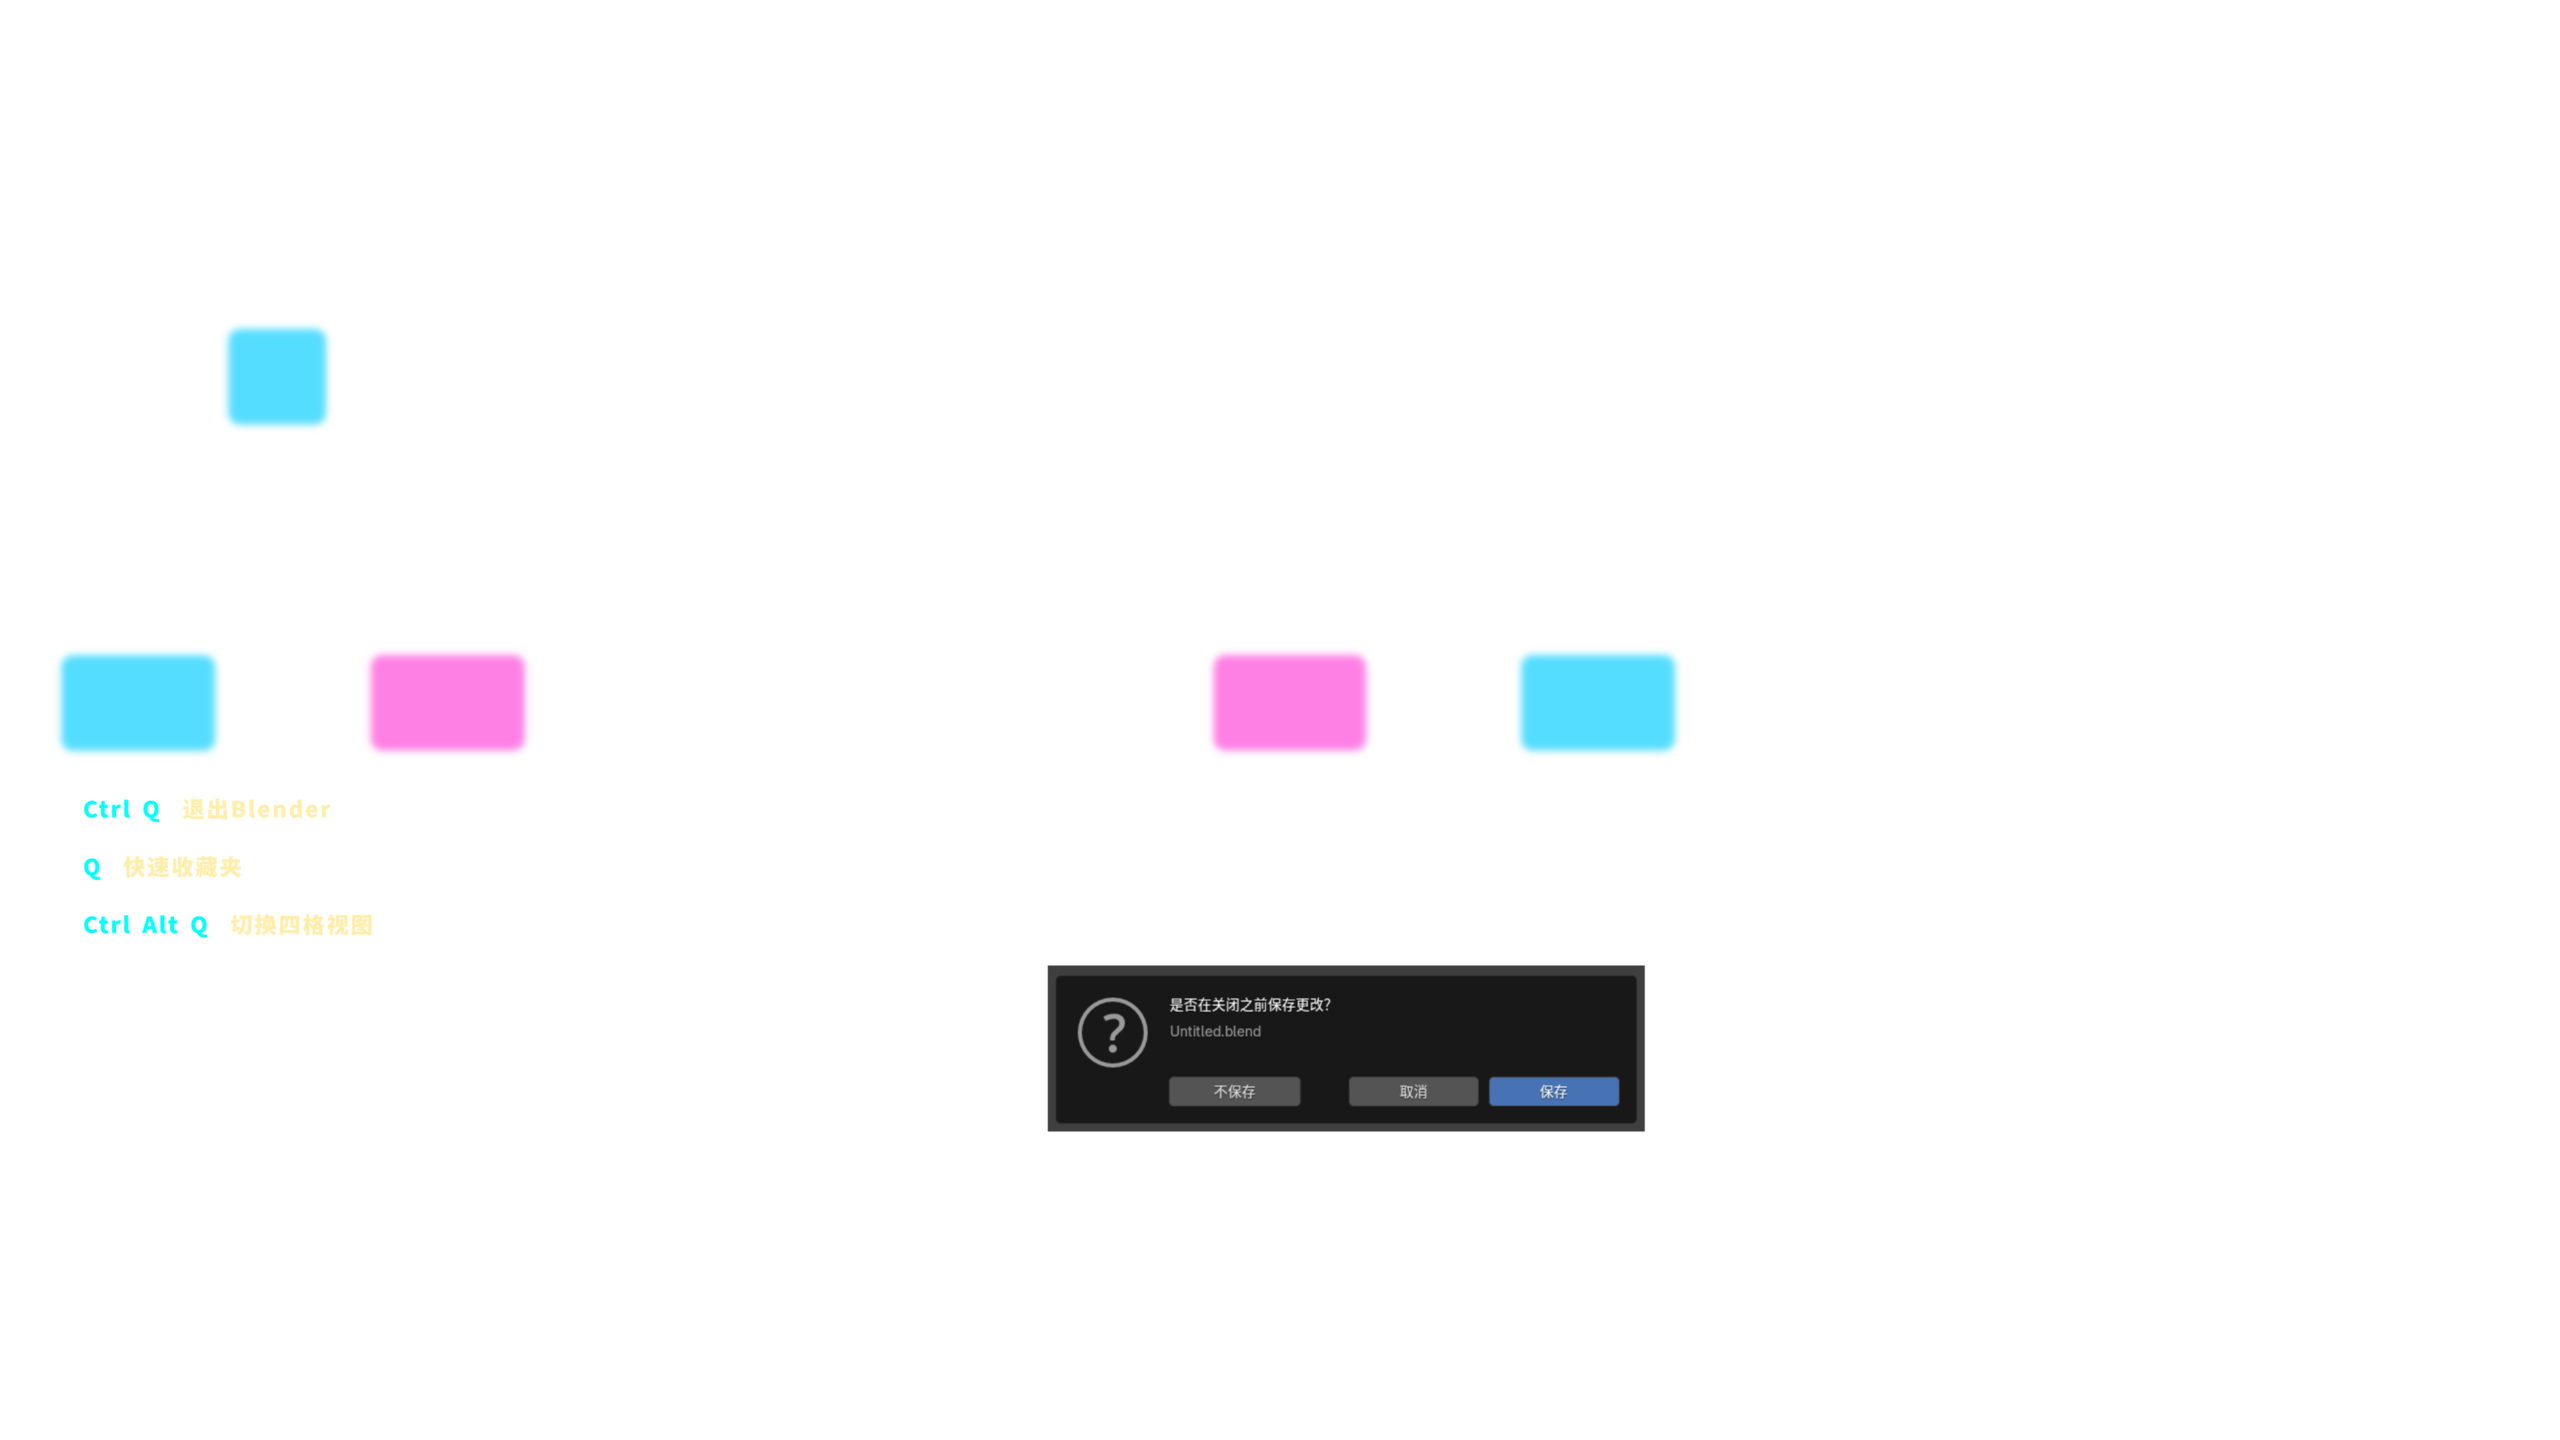 Ctrl Q 退出Blender
Q 快速收藏夹
Ctrl Alt Q 切换四格视图
是否在关闭之前保存更改?
Untitled.blend
不保存 取消 保存